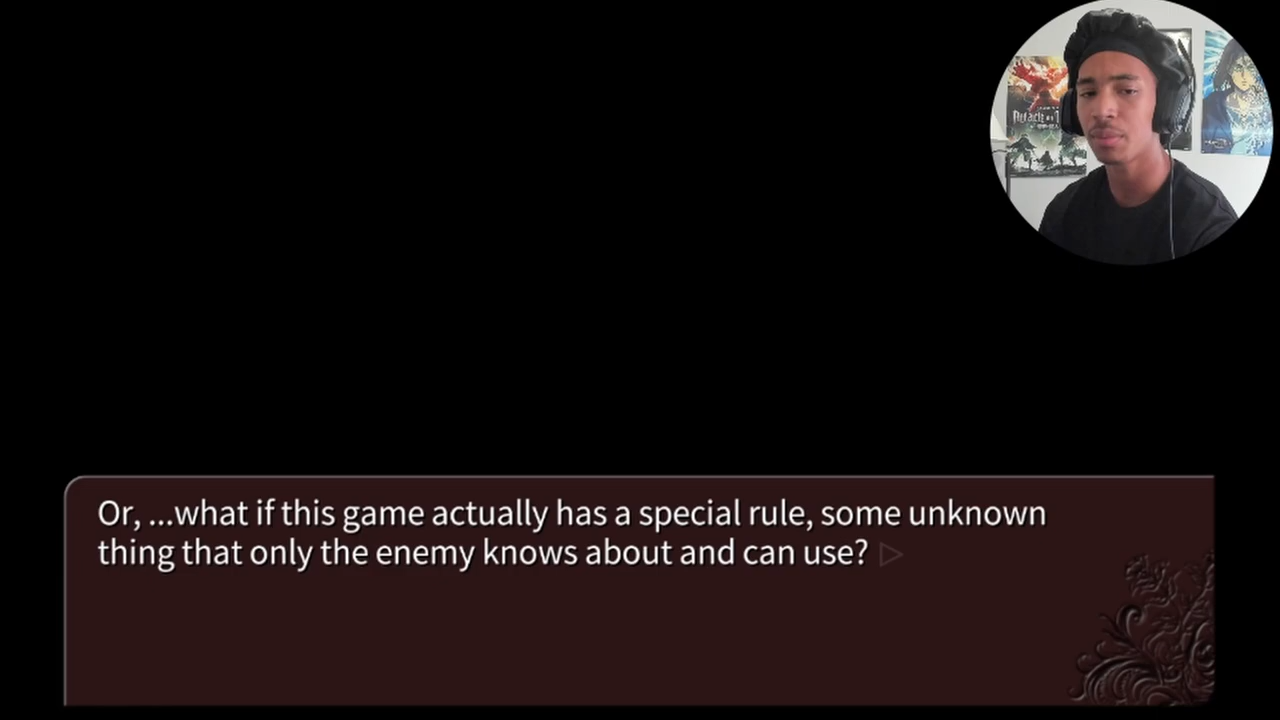 Or, ...what if this game actually has a special rule, some unknown
thing that only the enemy knows about and can use?